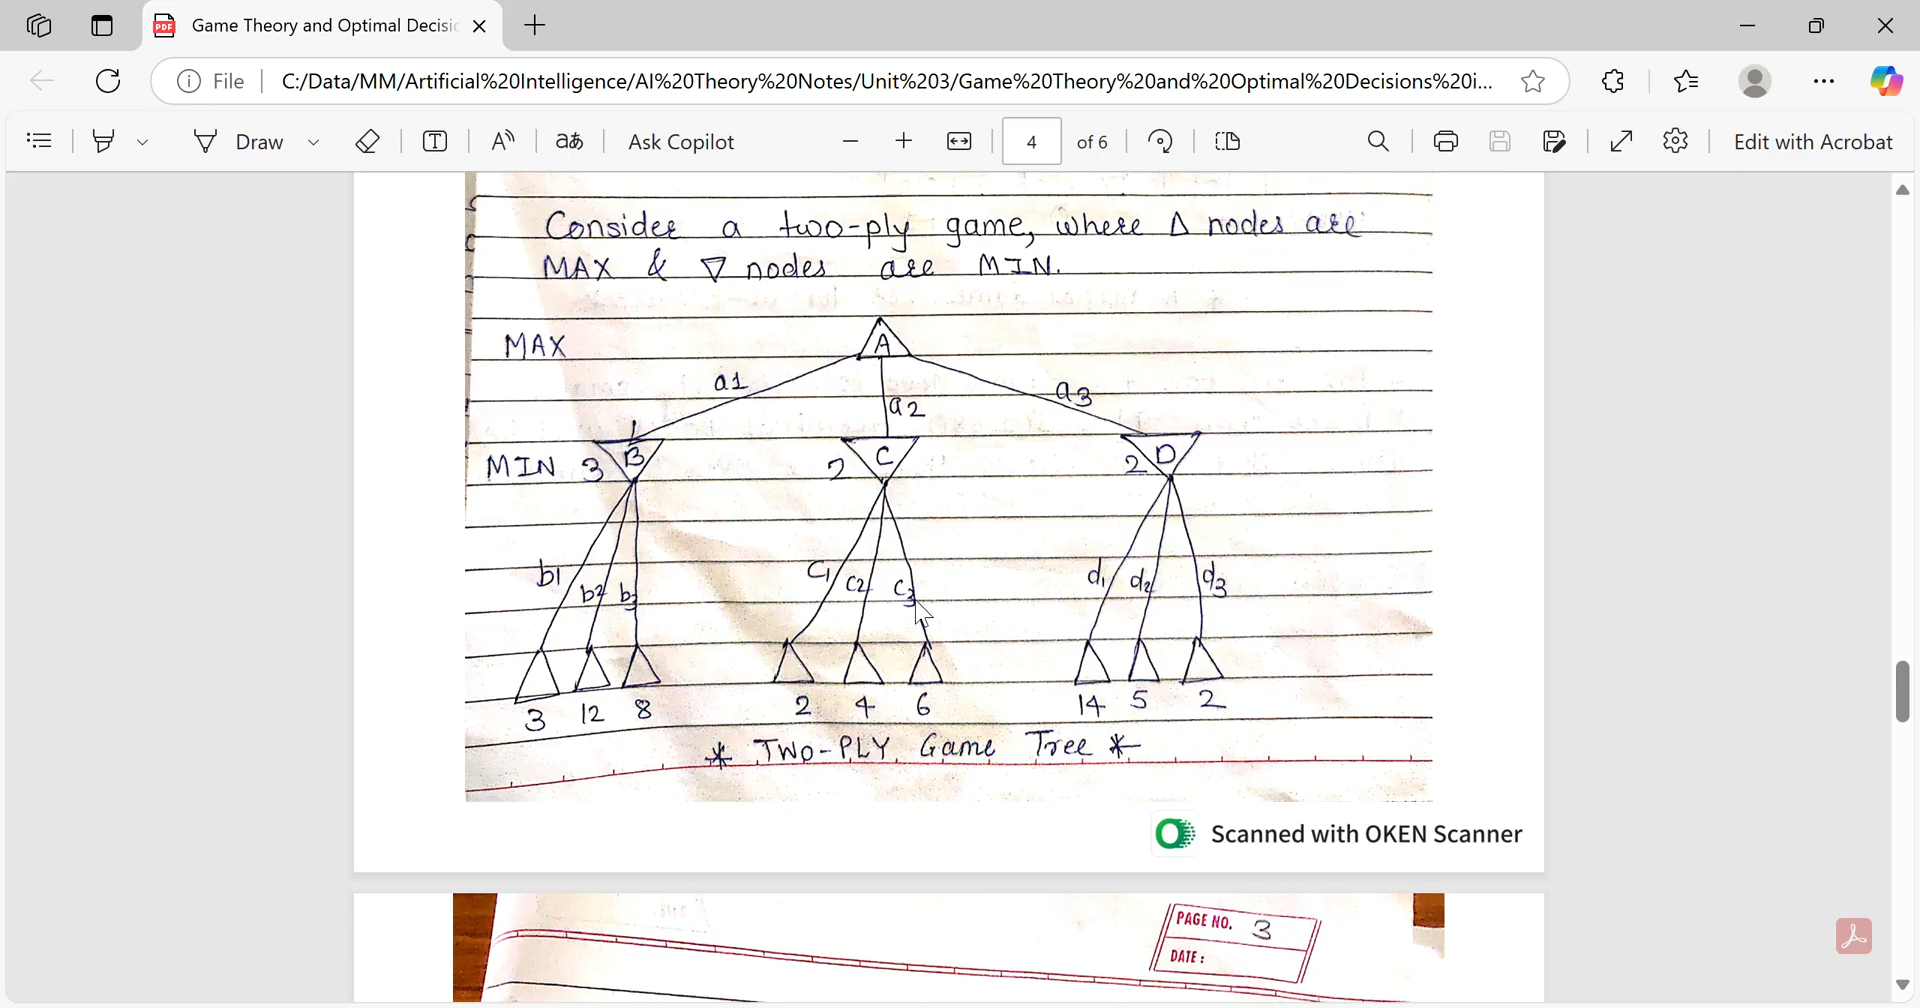 Game Theory and Optimal Decisi
File
C:/Data/MM/Artificial%20Intelligence/AI%20Theory%20Notes/Unit%203/Game%20Theory%20and%20Optimal%20Decisions%20i...
Draw
T
A
aあ
Ask Copilot
4
of 6
Edit with Acrobat
Consider a two-ply game, where Δ nodes are
MAX & ∇ nodes are MIN.
MAX
A
a1
a2
a3
MIN 3 B
2 C
2 D
b1 b2 b3
C1 C2 C3
d1 d2 d3
3 12 8
2 4 6
14 5 2
* TWO-PLY Game Tree *
Scanned with OKEN Scanner
PAGE NO. 3
DATE: